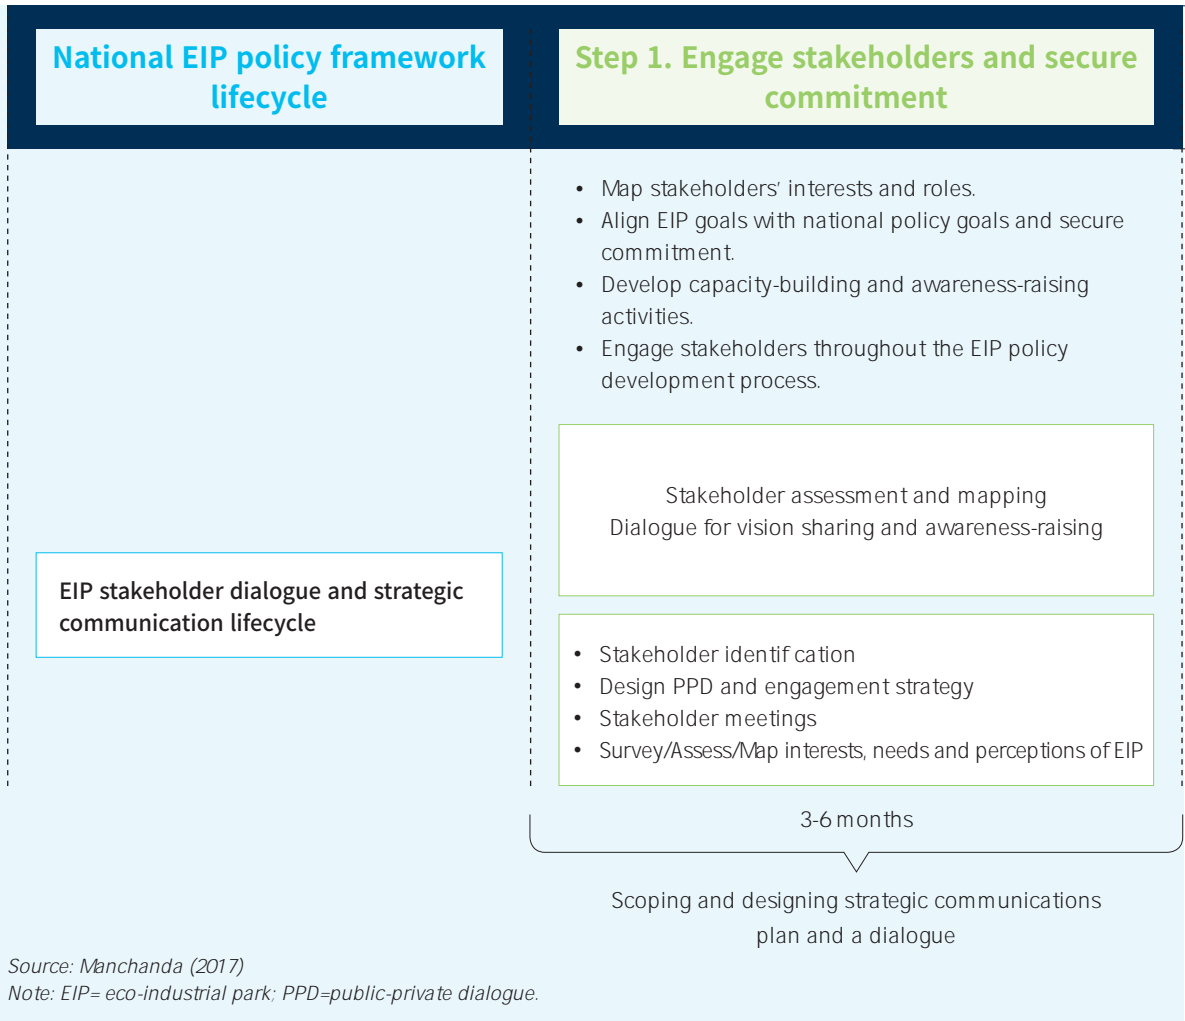 National EIP policy framework
lifecycle
Step 1. Engage stakeholders and secure
commitment
• Map stakeholders' interests and roles.
• Align EIP goals with national policy goals and secure
commitment.
• Develop capacity-building and awareness-raising
activities.
• Engage stakeholders throughout the EIP policy
development process.
Stakeholder assessment and mapping
Dialogue for vision sharing and awareness-raising
EIP stakeholder dialogue and strategic
communication lifecycle
• Stakeholder identif cation
• Design PPD and engagement strategy
• Stakeholder meetings
• Survey/Assess/Map interests, needs and perceptions of EIP
3-6 months
Scoping and designing strategic communications
plan and a dialogue
Source: Manchanda (2017)
Note: EIP= eco-industrial park; PPD=public-private dialogue.